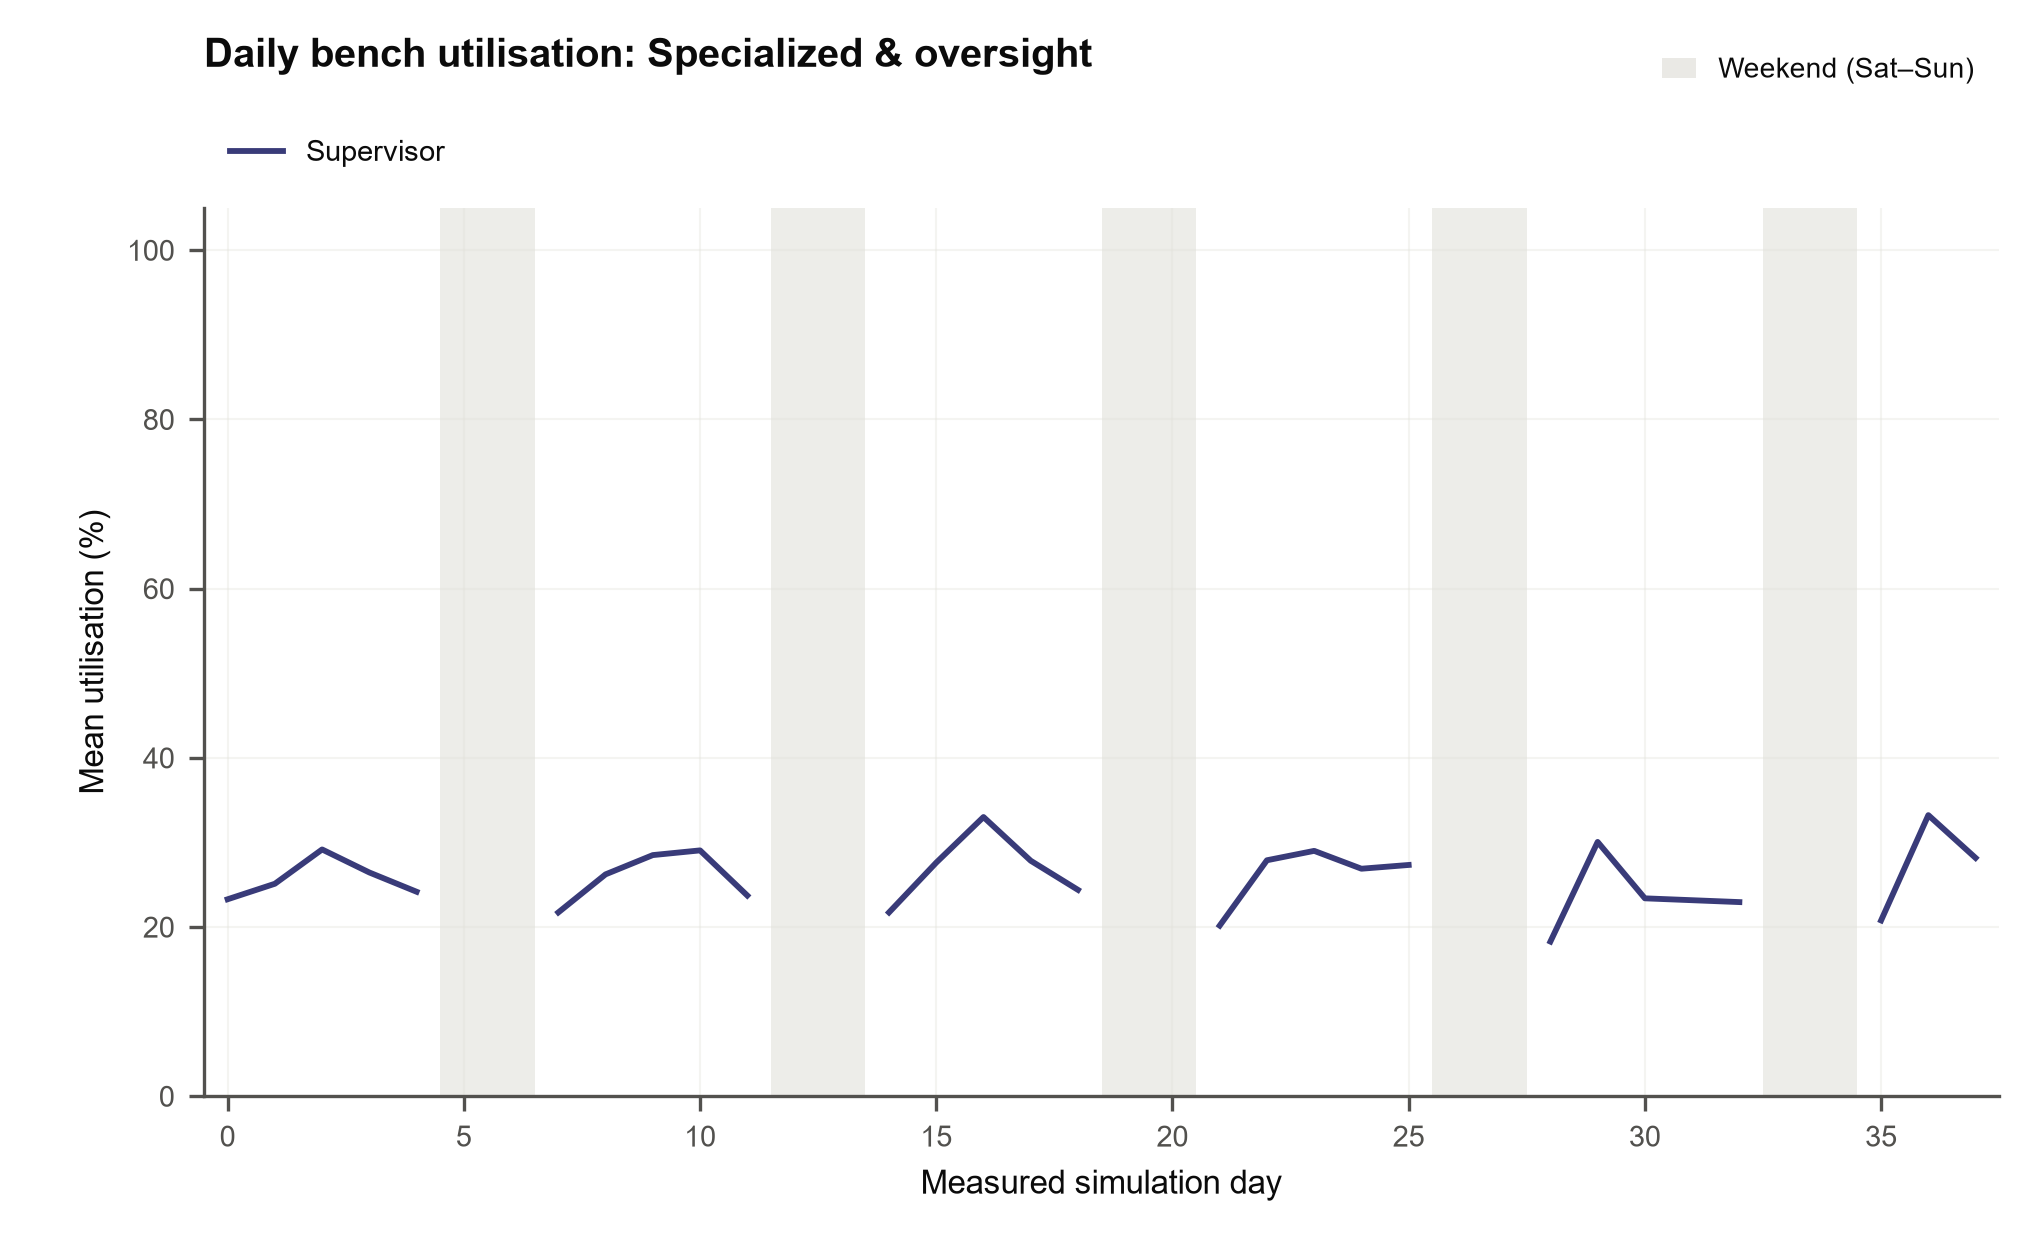 Daily bench utilisation: Specialized & oversight
Weekend (Sat–Sun)
Supervisor
Mean utilisation (%)
100
80
60
40
20
0
0 5 10 15 20 25 30 35
Measured simulation day